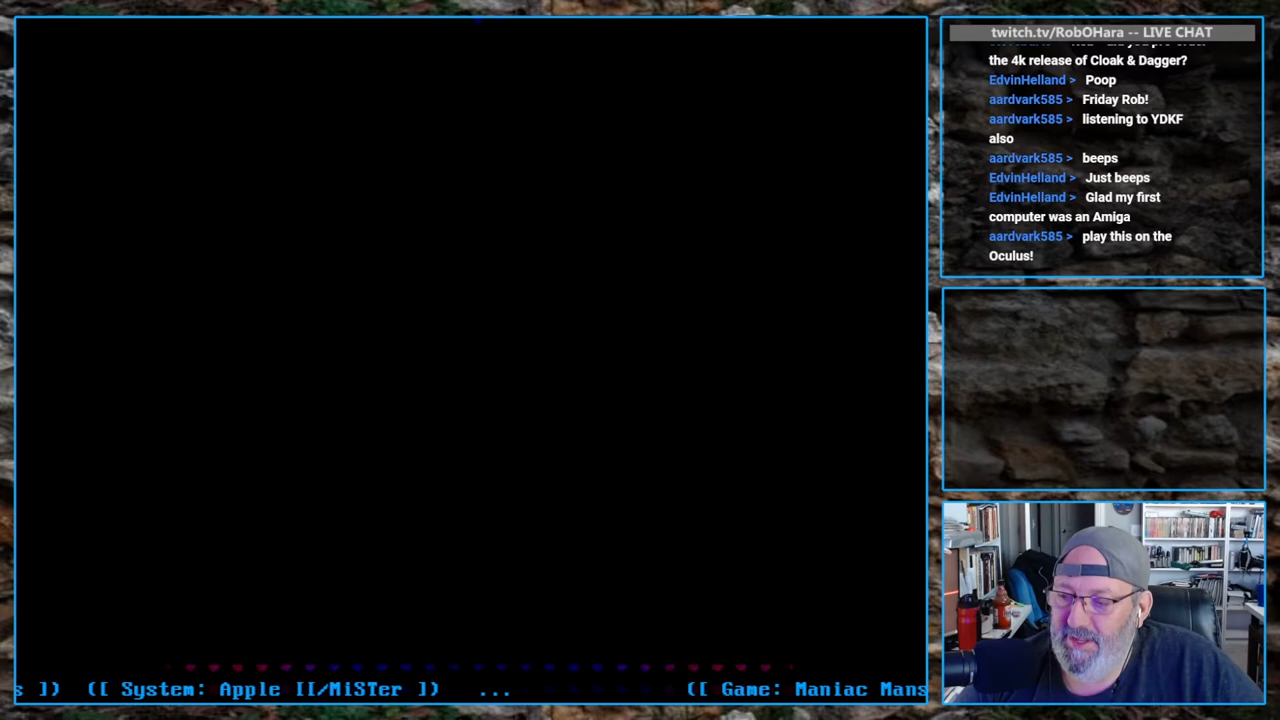 twitch.tv/RobOHara -- LIVE CHAT
the 4k release of Cloak & Dagger?
EdvinHelland > Poop
aardvark585 > Friday Rob!
aardvark585 > listening to YDKF
also
aardvark585 > beeps
EdvinHelland > Just beeps
EdvinHelland > Glad my first
computer was an Amiga
aardvark585 > play this on the
Oculus!
s ]) ([ System: Apple ][/MiSTer ]) ... ([ Game: Maniac Mans